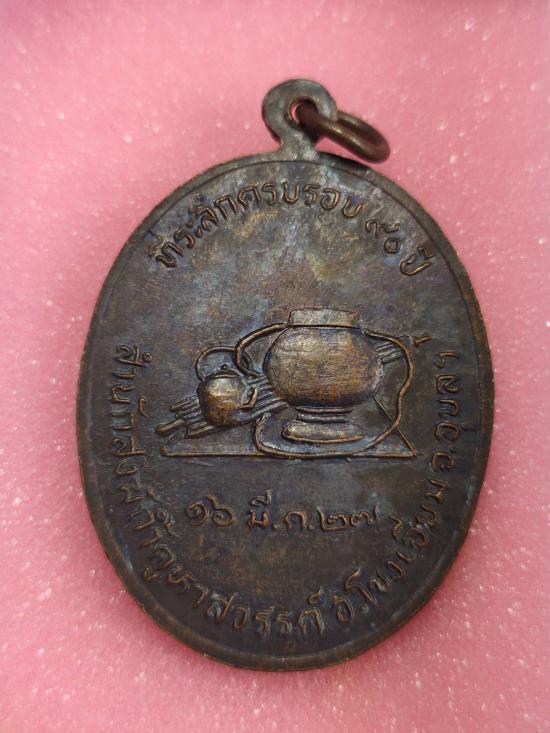 ที่ระลึกครบรอบ ๙๐ ปี
๑๖ มี.ค.๒๗
สำนักสงฆ์ถ้ำคูหาสวรรค์ อ.โขงเจียม จ.อุบลฯ